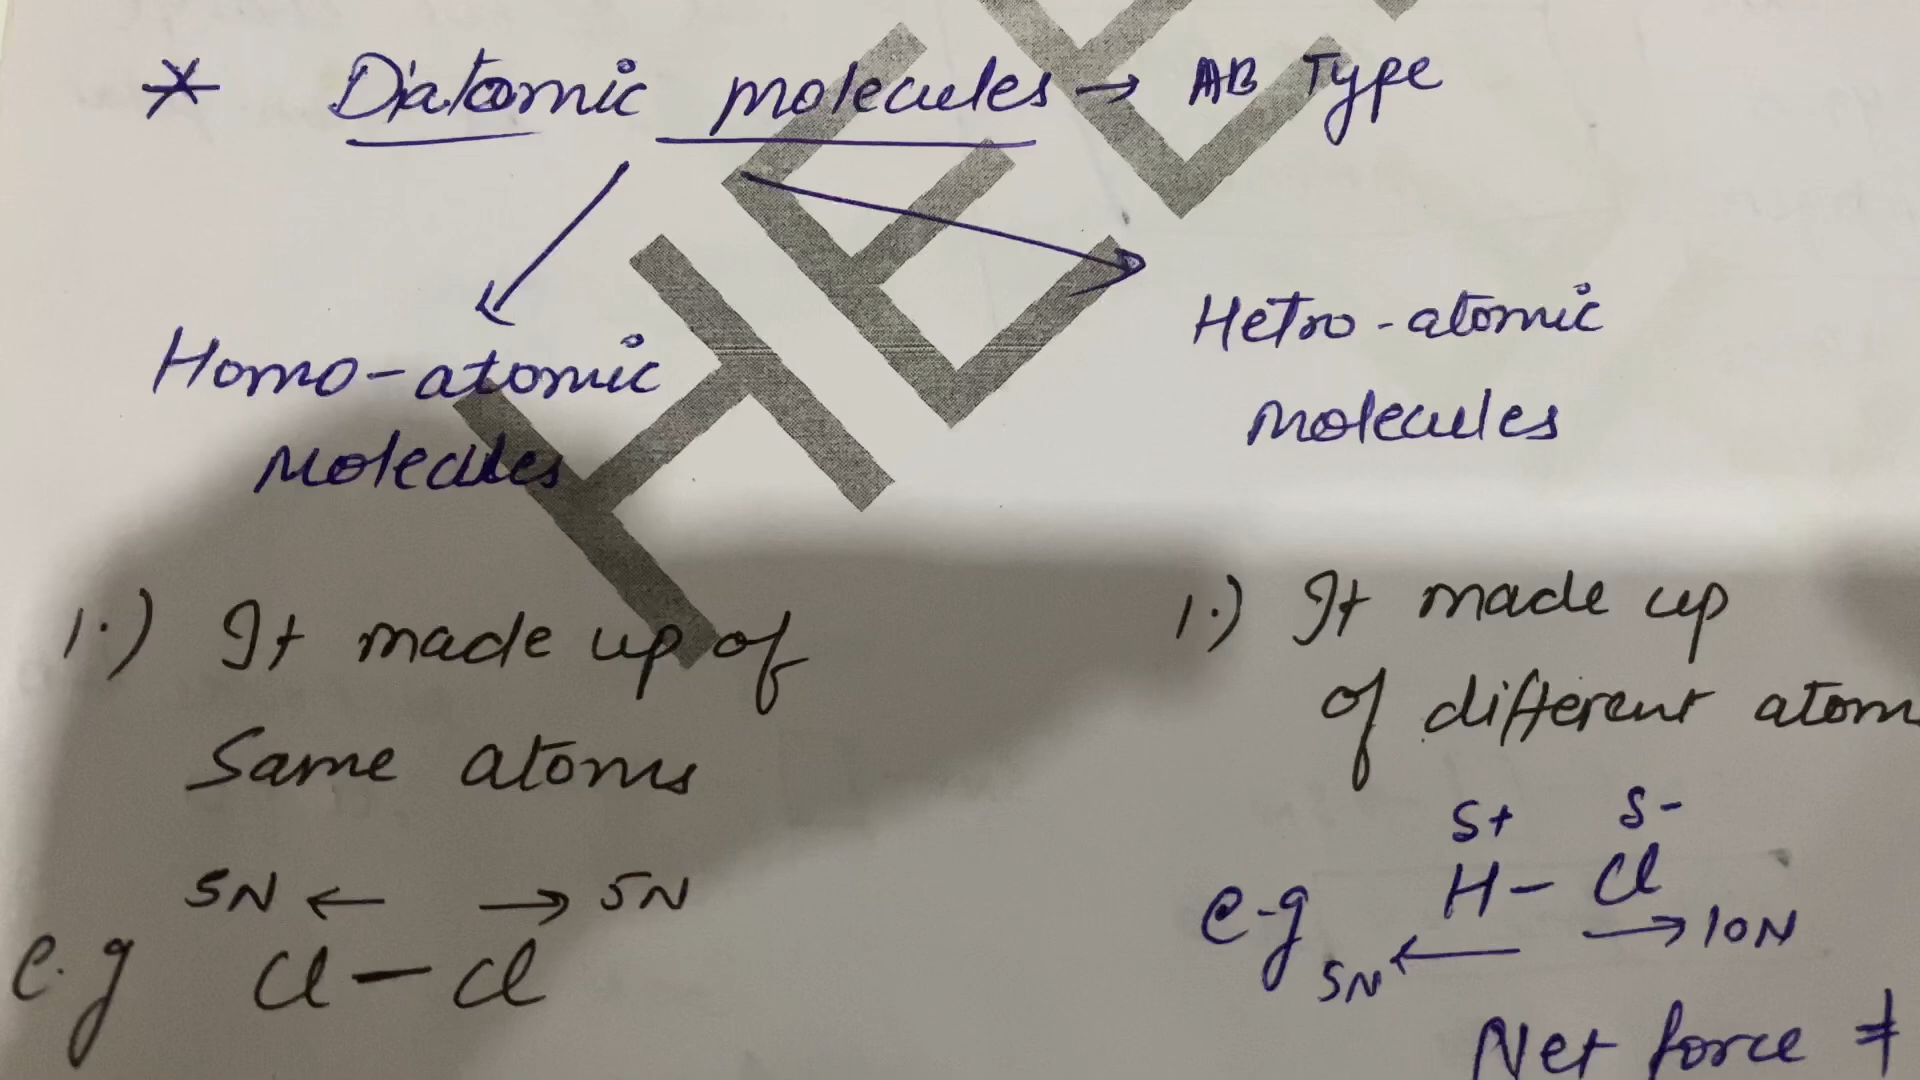 * Diatomic molecules → AB Type
Homo-atomic
Molecules
Hetro-atomic
molecules
1.) It made up of
Same atoms
5N ← → 5N
e.g Cl – Cl
1.) It made up
of different atom
S+ S-
e-g H – Cl
5N ← → 10N
Net force ≠